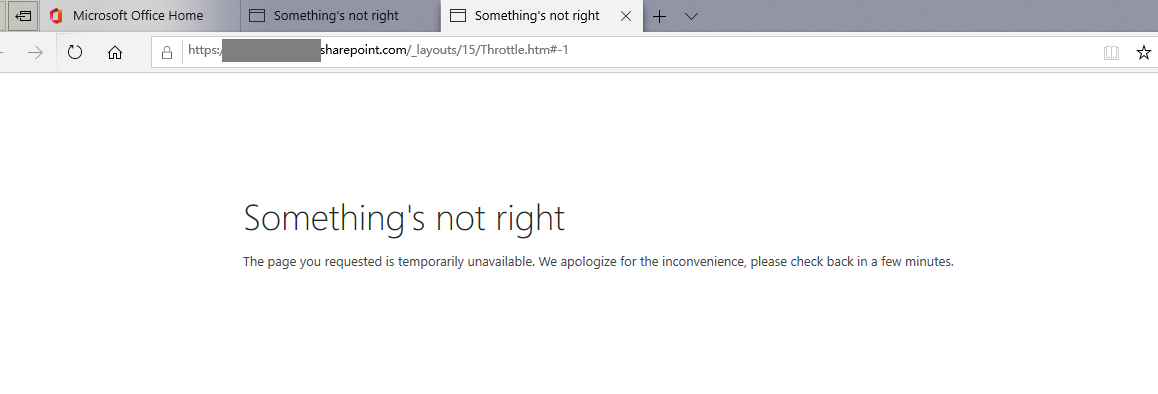 Microsoft Office Home
Something's not right
Something's not right
https:/ sharepoint.com/_layouts/15/Throttle.htm#-1
Something's not right
The page you requested is temporarily unavailable. We apologize for the inconvenience, please check back in a few minutes.